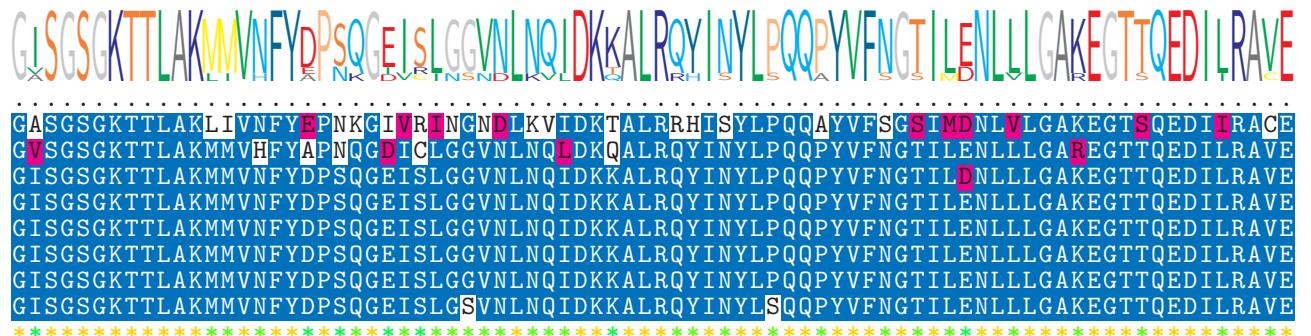 GISGSGKTTLAKMMVNFYDPSQGEISLGGVNLNQIDKKALRQYINYLPQQPYVFNGTILENLLLGAKEGTTQEDILRAVE
................................................................................
GASGSGKTTLAKLIVNFYEPNKGIVRINGNDLKVIDKTALRRHISYLPQQAYVFSGSIMDNLVLGAKEGTSQEDIIRACE
GVSGSGKTTLAKMMVHFYAPNQGDICLGGVNLNQLDKQALRQYINYLPQQPYVFNGTILENLLLGAREGTTQEDILRAVE
GISGSGKTTLAKMMVNFYDPSQGEISLGGVNLNQIDKKALRQYINYLPQQPYVFNGTILDNLLLGAKEGTTQEDILRAVE
GISGSGKTTLAKMMVNFYDPSQGEISLGGVNLNQIDKKALRQYINYLPQQPYVFNGTILENLLLGAKEGTTQEDILRAVE
GISGSGKTTLAKMMVNFYDPSQGEISLGGVNLNQIDKKALRQYINYLPQQPYVFNGTILENLLLGAKEGTTQEDILRAVE
GISGSGKTTLAKMMVNFYDPSQGEISLGGVNLNQIDKKALRQYINYLPQQPYVFNGTILENLLLGAKEGTTQEDILRAVE
GISGSGKTTLAKMMVNFYDPSQGEISLGGVNLNQIDKKALRQYINYLPQQPYVFNGTILENLLLGAKEGTTQEDILRAVE
GISGSGKTTLAKMMVNFYDPSQGEISLGSVNLNQIDKKALRQYINYLSQQPYVFNGTILENLLLGAKEGTTQEDILRAVE
********************************************************************************